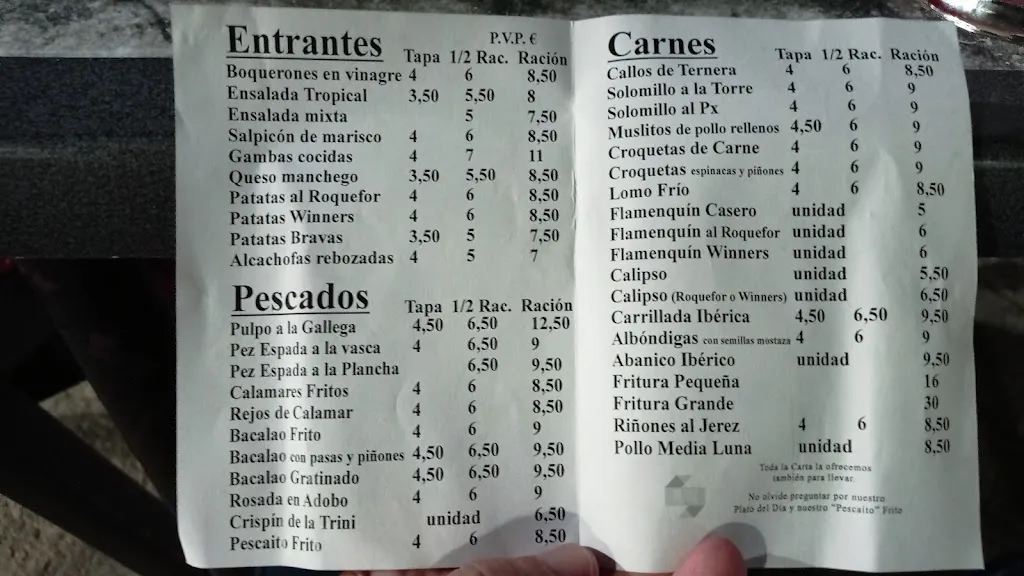 Entrantes P.V.P. €
Tapa 1/2 Rac. Ración
Boquerones en vinagre 4 6 8,50
Ensalada Tropical 3,50 5,50 8
Ensalada mixta 5 7,50
Salpicón de marisco 4 6 8,50
Gambas cocidas 4 7 11
Queso manchego 3,50 5,50 8,50
Patatas al Roquefor 4 6 8,50
Patatas Winners 4 6 8,50
Patatas Bravas 3,50 5 7,50
Alcachofas rebozadas 4 5 7
Pescados Tapa 1/2 Rac. Ración
Pulpo a la Gallega 4,50 6,50 12,50
Pez Espada a la vasca 4 6,50 9
Pez Espada a la Plancha 6,50 9,50
Calamares Fritos 4 6 8,50
Rejos de Calamar 4 6 8,50
Bacalao Frito 4 6 9
Bacalao con pasas y piñones 4,50 6,50 9,50
Bacalao Gratinado 4,50 6,50 9,50
Rosada en Adobo 4 6 9
Crispín de la Trini unidad 6,50
Pescaito Frito 4 6 8,50
Carnes Tapa 1/2 Rac. Ración
Callos de Ternera 4 6 8,50
Solomillo a la Torre 4 6 9
Solomillo al Px 4 6 9
Muslitos de pollo rellenos 4,50 6 9
Croquetas de Carne 4 6 9
Croquetas espinacas y piñones 4 6 9
Lomo Frío 4 6 8,50
Flamenquín Casero unidad 5
Flamenquín al Roquefor unidad 6
Flamenquín Winners unidad 6
Calipso unidad 5,50
Calipso (Roquefor o Winners) unidad 6,50
Carrillada Ibérica 4,50 6,50 9,50
Albóndigas con semillas mostaza 4 6 9
Abanico Ibérico unidad 9,50
Fritura Pequeña 16
Fritura Grande 30
Riñones al Jerez 4 6 8,50
Pollo Media Luna unidad 8,50
Toda la Carta la ofrecemos
también para llevar.
No olvide preguntar por nuestro
Plato del Día y nuestro "Pescaito" Frito